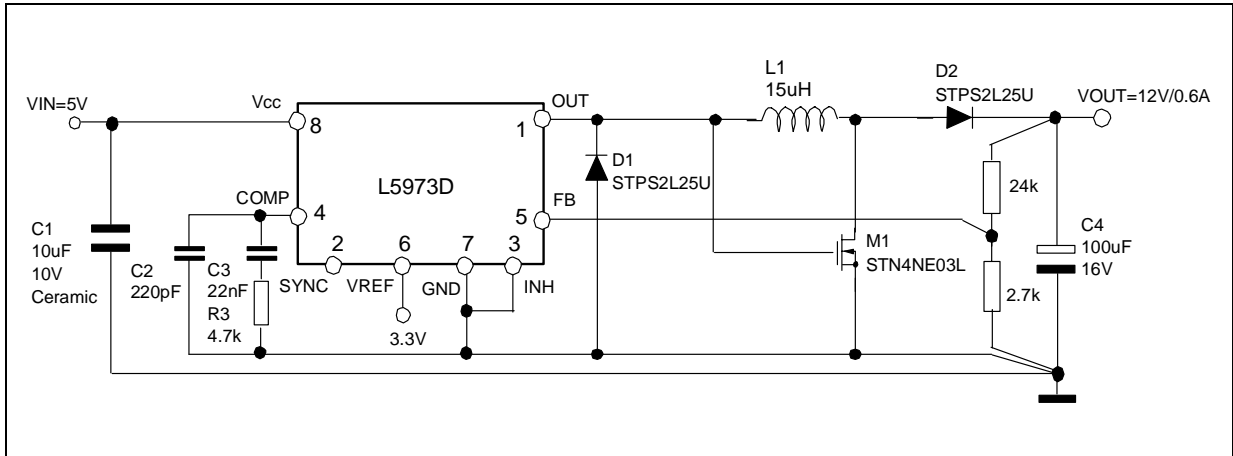 VIN=5V
Vcc
8
OUT
1
L1
15uH
D2
STPS2L25U
VOUT=12V/0.6A
L5973D
D1
STPS2L25U
FB
5
COMP
4
24k
C1
10uF
10V
Ceramic
C2
220pF
C3
22nF
R3
4.7k
2
SYNC
6
VREF
7
GND
3
INH
3.3V
M1
STN4NE03L
2.7k
C4
100uF
16V